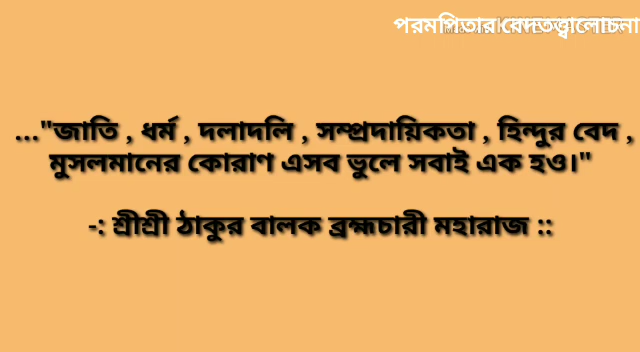 পরমপিতার বেদতত্ত্বালোচনা
..."জাতি , ধর্ম , দলাদলি , সম্প্রদায়িকতা , হিন্দুর বেদ ,
মুসলমানের কোরাণ এসব ভুলে সবাই এক হও।"
-: শ্রীশ্রী ঠাকুর বালক ব্রহ্মচারী মহারাজ ::